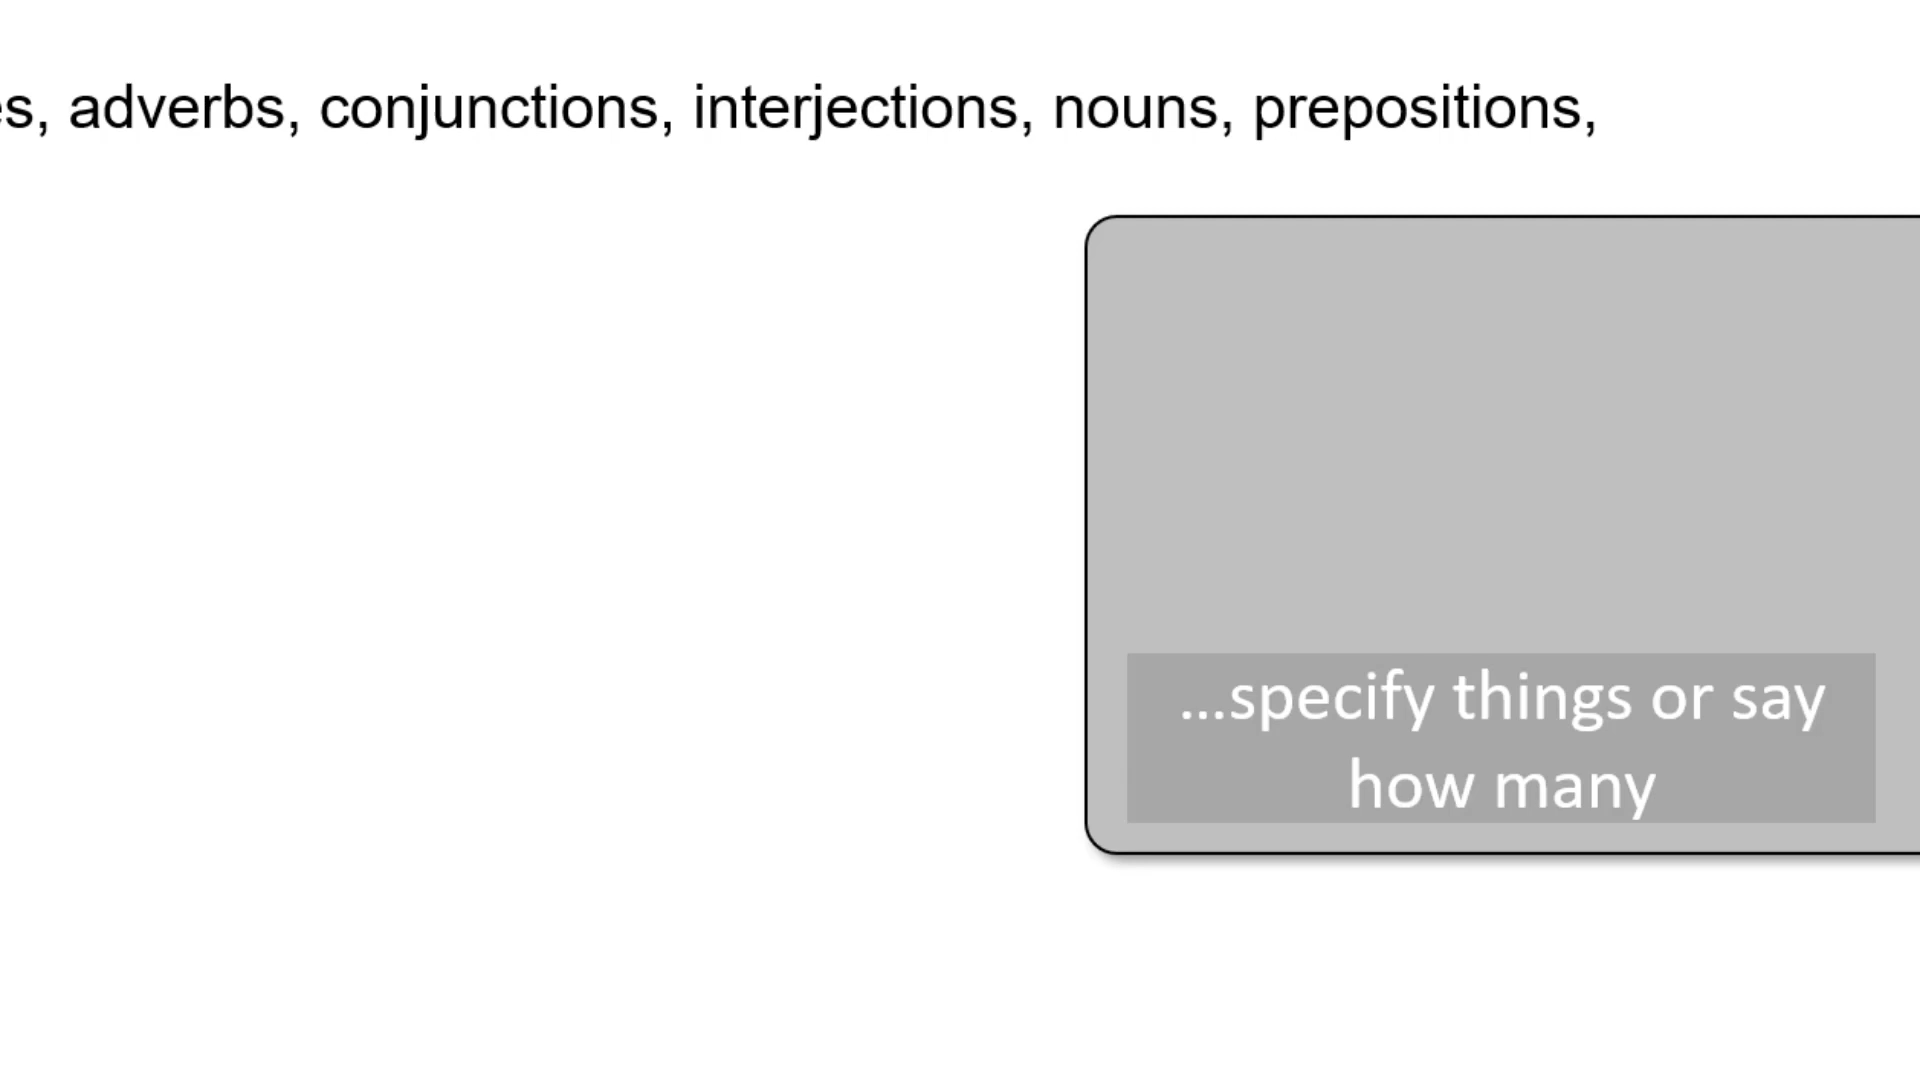 es, adverbs, conjunctions, interjections, nouns, prepositions,
...specify things or say
how many